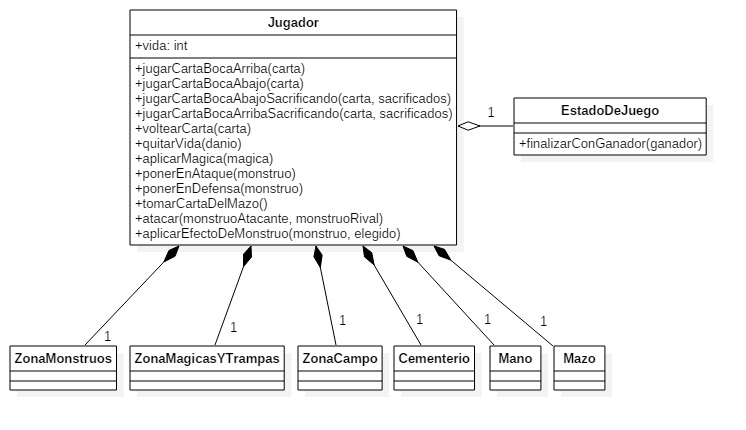 Jugador
+vida: int
+jugarCartaBocaArriba(carta)
+jugarCartaBocaAbajo(carta)
+jugarCartaBocaAbajoSacrificando(carta, sacrificados)
+jugarCartaBocaArribaSacrificando(carta, sacrificados)
+voltearCarta(carta)
+quitarVida(danio)
+aplicarMagica(magica)
+ponerEnAtaque(monstruo)
+ponerEnDefensa(monstruo)
+tomarCartaDelMazo()
+atacar(monstruoAtacante, monstruoRival)
+aplicarEfectoDeMonstruo(monstruo, elegido)
1
EstadoDeJuego
+finalizarConGanador(ganador)
1
1
1
1
1
1
ZonaMonstruos
ZonaMagicasYTrampas
ZonaCampo
Cementerio
Mano
Mazo